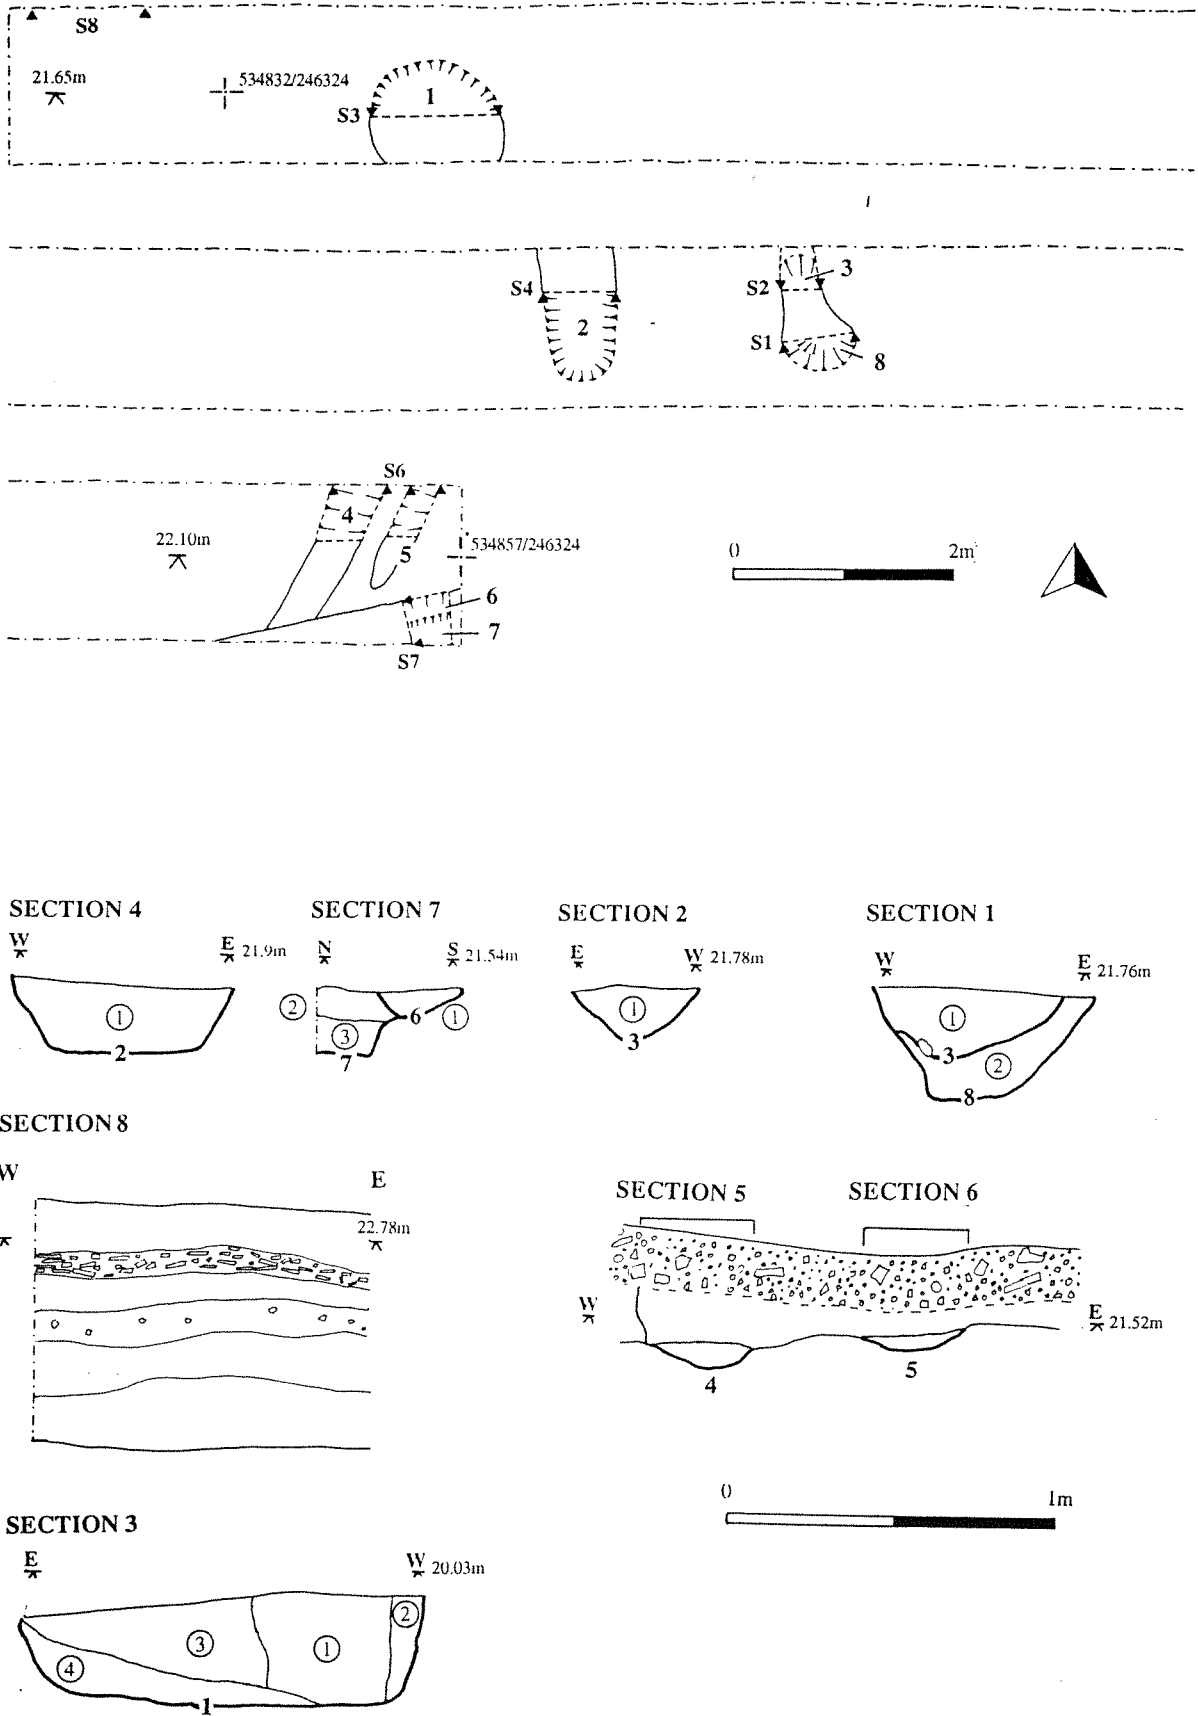 S8
21.65m
534832/246324
1
S3
S4
2
S2
3
S1
8
S6
4
5
22.10m
534857/246324
6
7
S7
0 2m
SECTION 4
W E 21.9m
1
2
SECTION 7
N S 21.54m
2
3
6
1
7
SECTION 2
E W 21.78m
1
3
SECTION 1
W E 21.76m
1
3
2
8
SECTION 8
W E
22.78m
SECTION 5 SECTION 6
W E 21.52m
4
5
0 1m
SECTION 3
E W 20.03m
2
3
1
4
1